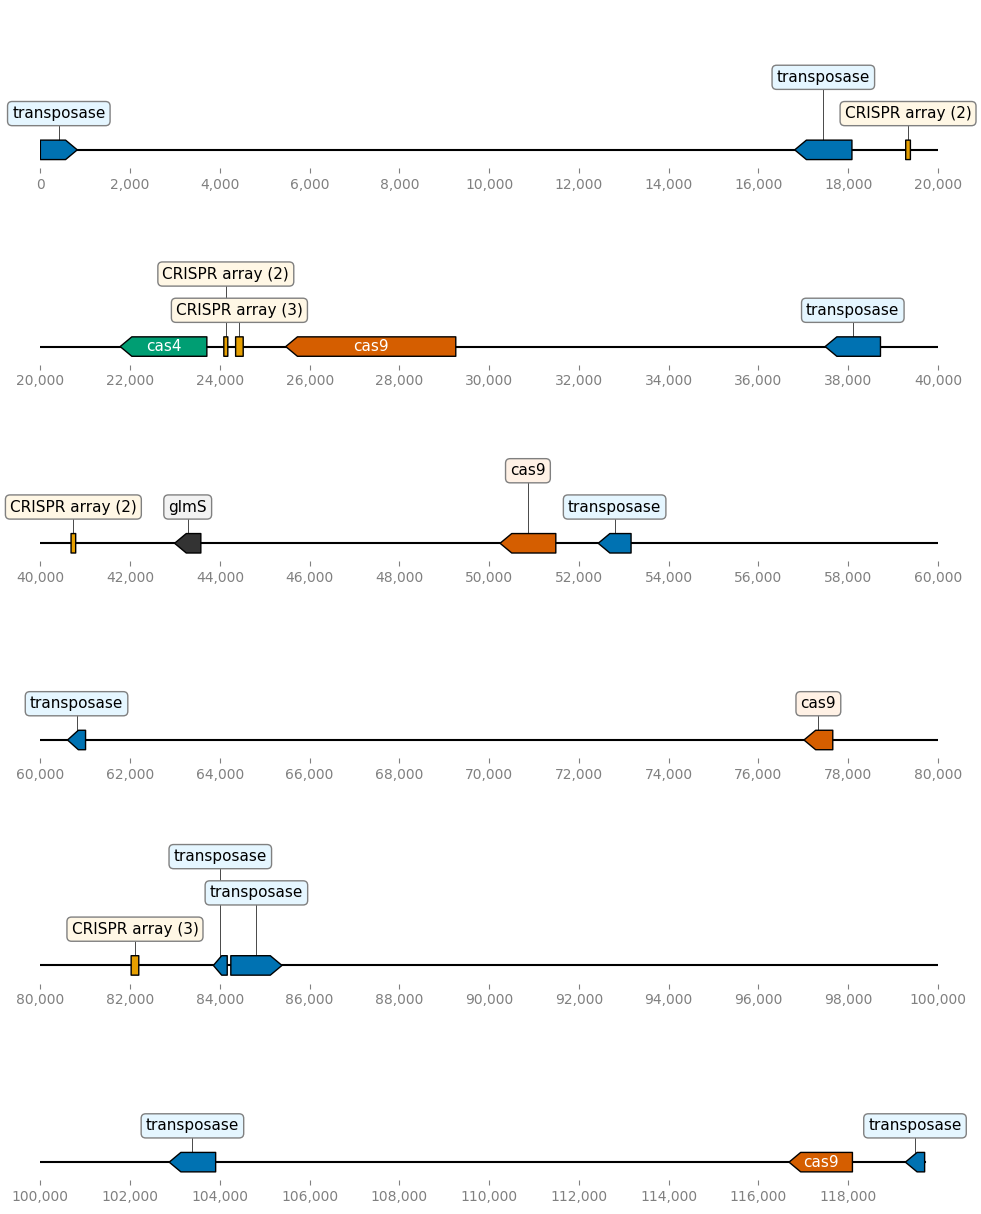 transposase
transposase CRISPR array (2)
0 2,000 4,000 6,000 8,000 10,000 12,000 14,000 16,000 18,000 20,000
CRISPR array (2)
CRISPR array (3) transposase
cas4 cas9
20,000 22,000 24,000 26,000 28,000 30,000 32,000 34,000 36,000 38,000 40,000
cas9
CRISPR array (2) glmS transposase
40,000 42,000 44,000 46,000 48,000 50,000 52,000 54,000 56,000 58,000 60,000
transposase cas9
60,000 62,000 64,000 66,000 68,000 70,000 72,000 74,000 76,000 78,000 80,000
transposase
transposase
CRISPR array (3)
80,000 82,000 84,000 86,000 88,000 90,000 92,000 94,000 96,000 98,000 100,000
transposase transposase
cas9
100,000 102,000 104,000 106,000 108,000 110,000 112,000 114,000 116,000 118,000